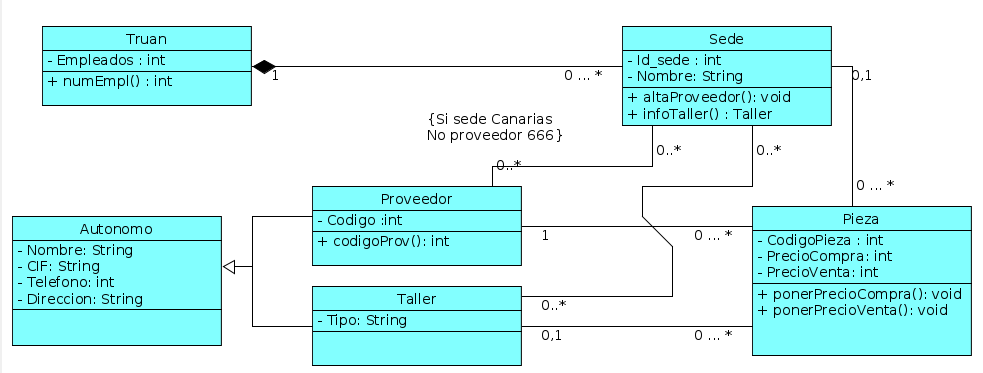 Truan
- Empleados : int
+ numEmpl() : int
1
0 ... *
Sede
- Id_sede : int
- Nombre: String
+ altaProveedor(): void
+ infoTaller() : Taller
0,1
{Si sede Canarias
No proveedor 666}
0..*
0..*
0..*
0 ... *
Proveedor
- Codigo :int
+ codigoProv(): int
1
0 ... *
Autonomo
- Nombre: String
- CIF: String
- Telefono: int
- Direccion: String
Pieza
- CodigoPieza : int
- PrecioCompra: int
- PrecioVenta: int
+ ponerPrecioCompra(): void
+ ponerPrecioVenta(): void
Taller
- Tipo: String
0..*
0,1
0 ... *